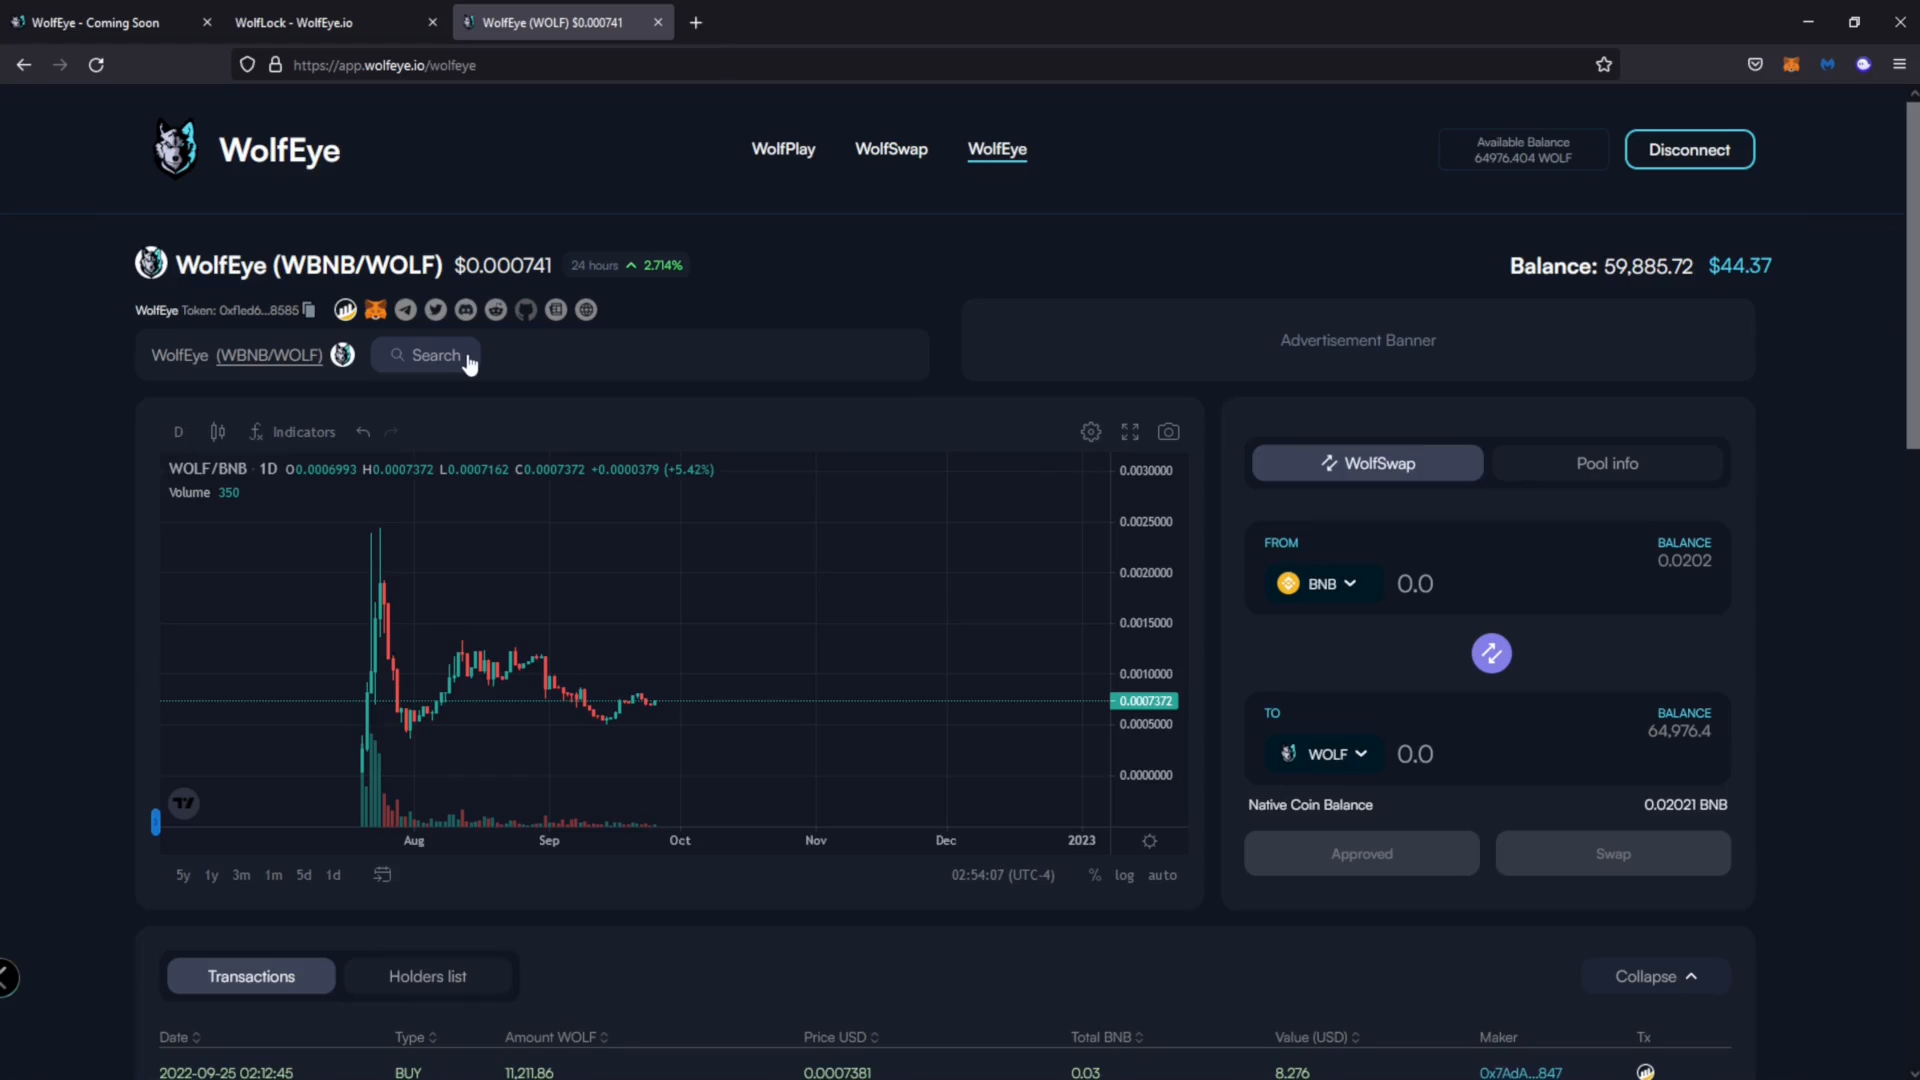 WolfEye - Coming Soon
WolfLock - WolfEye.io
WolfEye (WOLF) $0.000741
https://app.wolfeye.io/wolfeye
WolfEye
WolfPlay
WolfSwap
WolfEye
Available Balance
64976.404 WOLF
Disconnect
WolfEye (WBNB/WOLF) $0.000741 24 hours 2.714%
Balance: 59,885.72 $44.37
WolfEye Token: 0xf1ed6...8585
WolfEye (WBNB/WOLF) Search
Advertisement Banner
D Indicators
WOLF/BNB · 1D O0.0006993 H0.0007372 L0.0007162 C0.0007372 +0.0000379 (+5.42%)
Volume 350
0.0030000
0.0025000
0.0020000
0.0015000
0.0010000
0.0007372
0.0005000
0.0000000
Aug Sep Oct Nov Dec 2023
5y 1y 3m 1m 5d 1d
02:54:07 (UTC-4) % log auto
WolfSwap
Pool info
FROM
BALANCE
0.0202
BNB 0.0
TO
BALANCE
64,976.4
WOLF 0.0
Native Coin Balance 0.02021 BNB
Approved
Swap
Transactions
Holders list
Collapse
Date Type Amount WOLF Price USD Total BNB Value (USD) Maker Tx
2022-09-25 02:12:45 BUY 11,211.86 0.0007381 0.03 8.276 0x7AdA...847